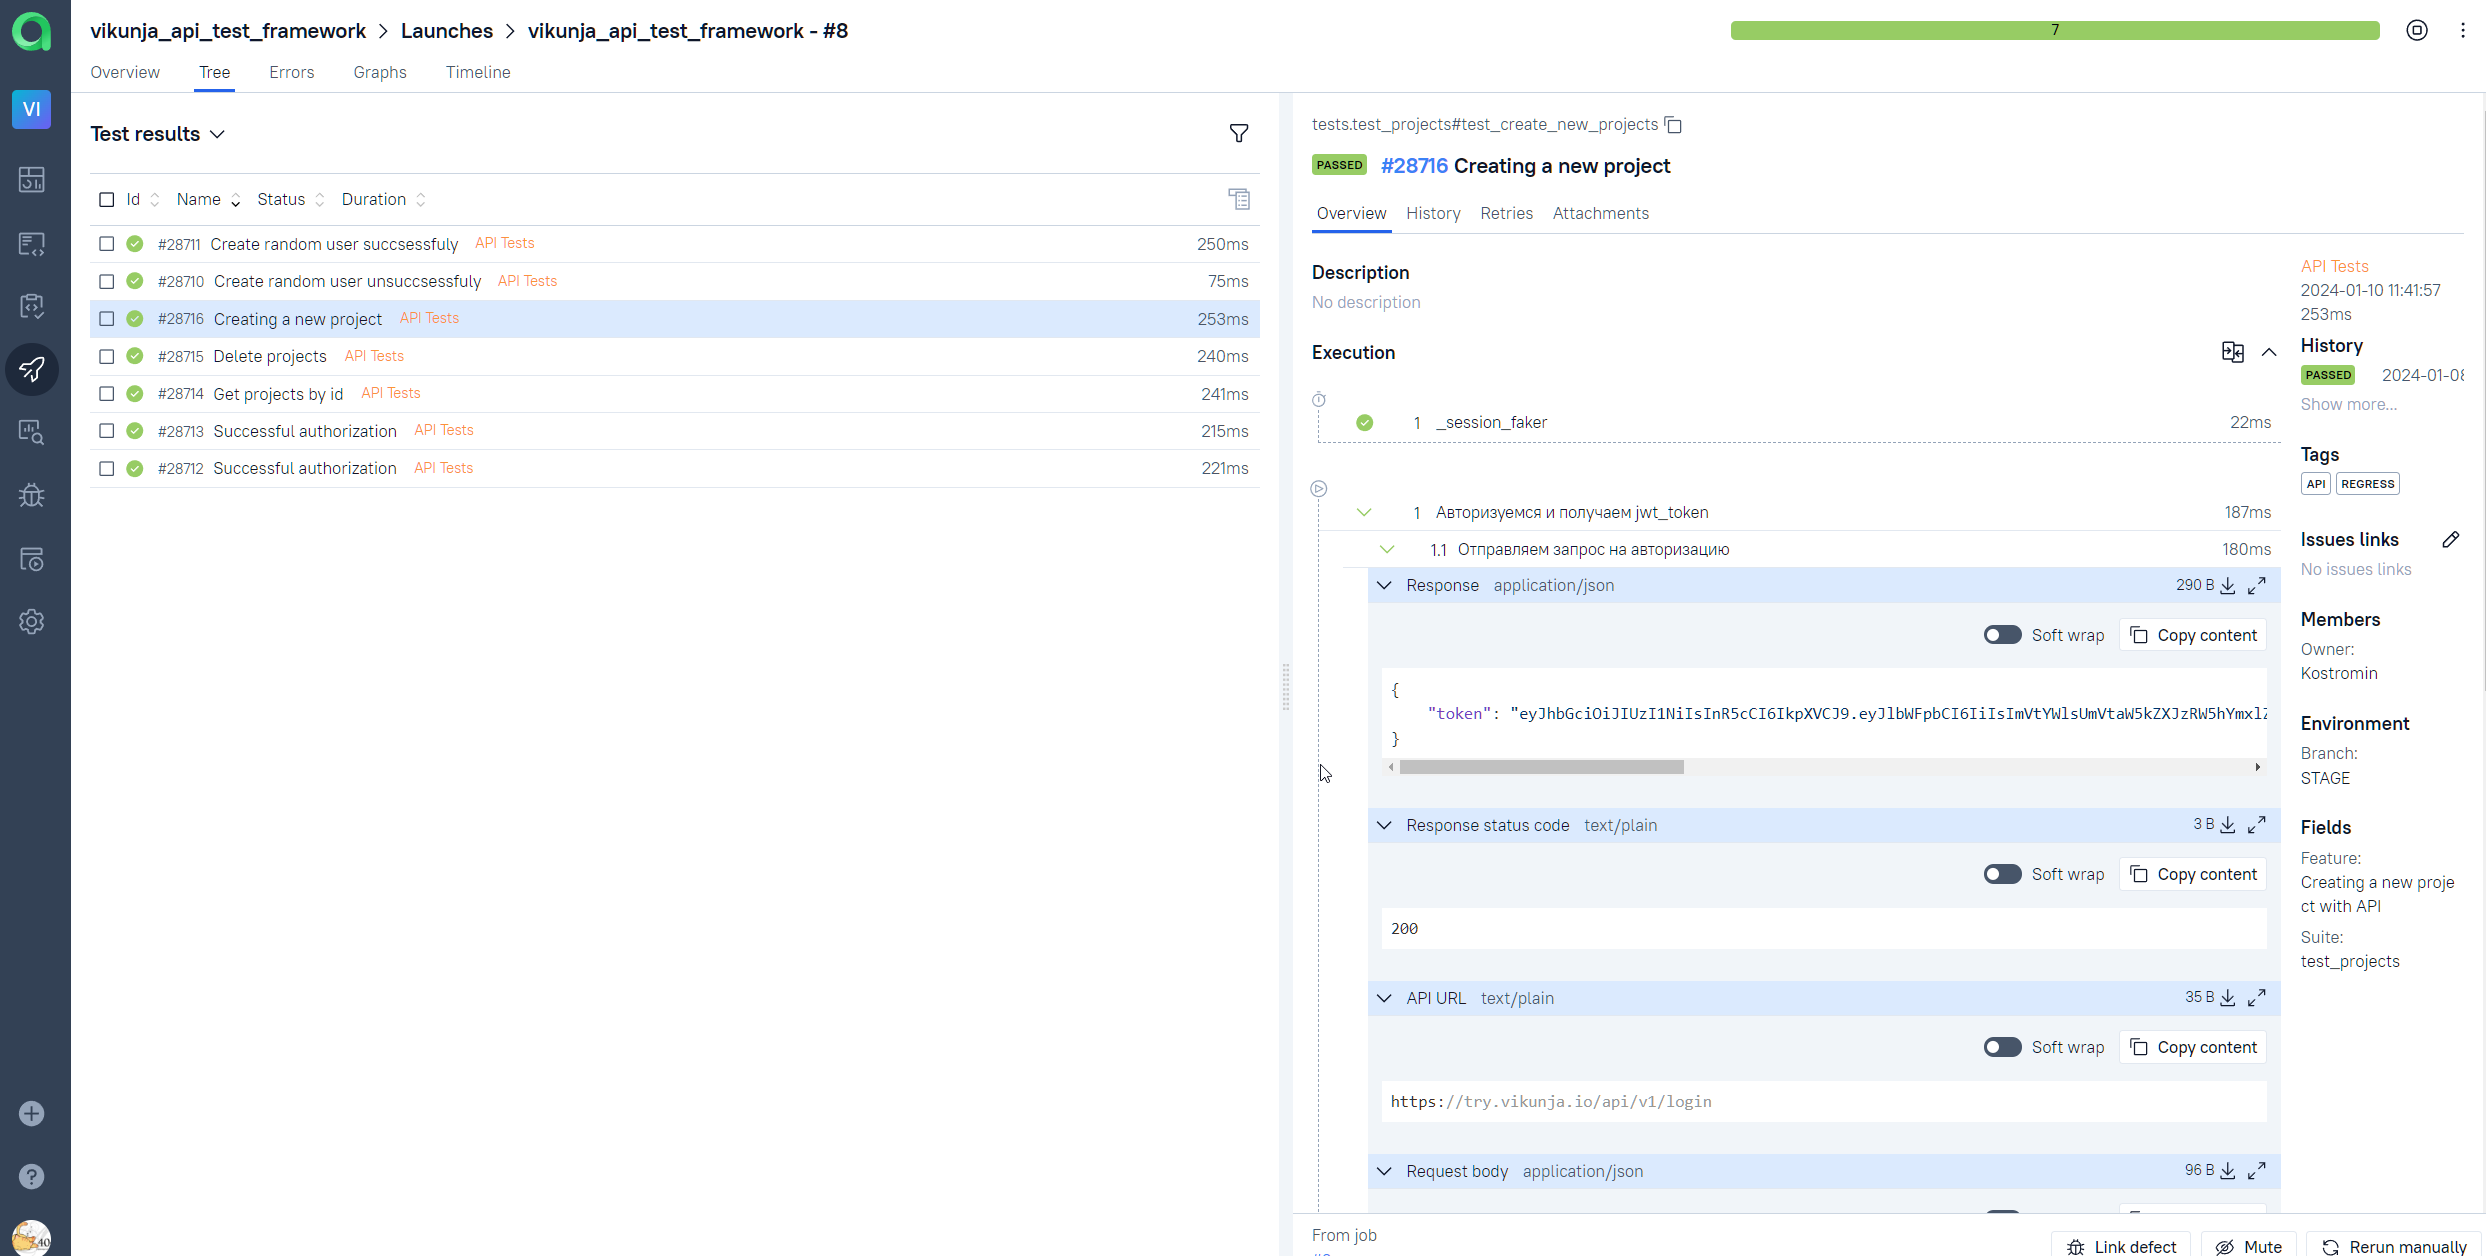 vikunja_api_test_framework > Launches > vikunja_api_test_framework - #8
7
Overview Tree Errors Graphs Timeline
VI
Test results
Id Name Status Duration
#28711 Create random user succsessfuly API Tests 250ms
#28710 Create random user unsuccsessfuly API Tests 75ms
#28716 Creating a new project API Tests 253ms
#28715 Delete projects API Tests 240ms
#28714 Get projects by id API Tests 241ms
#28713 Successful authorization API Tests 215ms
#28712 Successful authorization API Tests 221ms
tests.test_projects#test_create_new_projects
PASSED #28716 Creating a new project
Overview History Retries Attachments
Description
No description
Execution
1 _session_faker 22ms
1 Авторизуемся и получаем jwt_token 187ms
1.1 Отправляем запрос на авторизацию 180ms
Response application/json 290 B
Soft wrap Copy content
{
"token": "eyJhbGciOiJIUzI1NiIsInR5cCI6IkpXVCJ9.eyJlbWFpbCI6IiIsImVtYWlsUmVtaW5kZXJzRW5hYmxlZ
}
Response status code text/plain 3 B
Soft wrap Copy content
200
API URL text/plain 35 B
Soft wrap Copy content
https://try.vikunja.io/api/v1/login
Request body application/json 96 B
From job
Link defect Mute Rerun manually
API Tests
2024-01-10 11:41:57
253ms
History
PASSED 2024-01-08
Show more...
Tags
API REGRESS
Issues links
No issues links
Members
Owner:
Kostromin
Environment
Branch:
STAGE
Fields
Feature:
Creating a new proje
ct with API
Suite:
test_projects